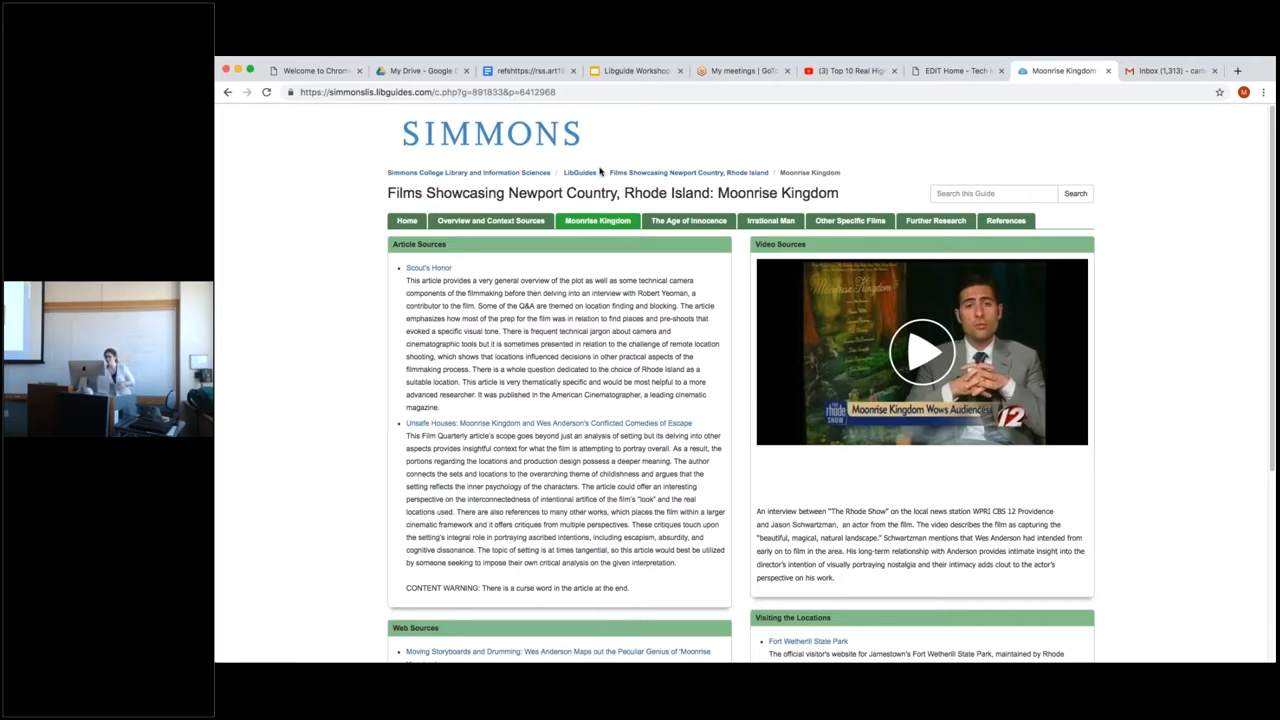 Welcome to Chrom
My Drive - Google D
refshttps://rss.art19
Libguide Workshop
My meetings | GoTo
(3) Top 10 Real High
EDIT Home - Tech M
Moonrise Kingdom
Inbox (1,313) - carli
https://simmonslis.libguides.com/c.php?g=891833&p=6412968
M
SIMMONS
Simmons College Library and Information Sciences / LibGuides / Films Showcasing Newport Country, Rhode Island / Moonrise Kingdom
Films Showcasing Newport Country, Rhode Island: Moonrise Kingdom
Search this Guide
Search
Home
Overview and Context Sources
Moonrise Kingdom
The Age of Innocence
Irrational Man
Other Specific Films
Further Research
References
Article Sources
• Scout's Honor
This article provides a very general overview of the plot as well as some technical camera
components of the filmmaking before then delving into an interview with Robert Yeoman, a
contributor to the film. Some of the Q&A are themed on location finding and blocking. The article
emphasizes how most of the prep for the film was in relation to find places and pre-shoots that
evoked a specific visual tone. There is frequent technical jargon about camera and
cinematographic tools but it is sometimes presented in relation to the challenge of remote location
shooting, which shows that locations influenced decisions in other practical aspects of the
filmmaking process. There is a whole question dedicated to the choice of Rhode Island as a
suitable location. This article is very thematically specific and would be most helpful to a more
advanced researcher. It was published in the American Cinematographer, a leading cinematic
magazine.
• Unsafe Houses: Moonrise Kingdom and Wes Anderson's Conflicted Comedies of Escape
This Film Quarterly article's scope goes beyond just an analysis of setting but its delving into other
aspects provides insightful context for what the film is attempting to portray overall. As a result, the
portions regarding the locations and production design possess a deeper meaning. The author
connects the sets and locations to the overarching theme of childishness and argues that the
setting reflects the inner psychology of the characters. The article could offer an interesting
perspective on the interconnectedness of intentional artifice of the film's "look" and the real
locations used. There are also references to many other works, which places the film within a larger
cinematic framework and it offers critiques from multiple perspectives. These critiques touch upon
the setting's integral role in portraying ascribed intentions, including escapism, absurdity, and
cognitive dissonance. The topic of setting is at times tangential, so this article would best be utilized
by someone seeking to impose their own critical analysis on the given interpretation.
CONTENT WARNING: There is a curse word in the article at the end.
Web Sources
• Moving Storyboards and Drumming: Wes Anderson Maps out the Peculiar Genius of 'Moonrise
Video Sources
Moonrise Kingdom
the rhode SHOW
Moonrise Kingdom Wows Audiences
12
An interview between "The Rhode Show" on the local news station WPRI CBS 12 Providence
and Jason Schwartzman, an actor from the film. The video describes the film as capturing the
"beautiful, magical, natural landscape." Schwartzman mentions that Wes Anderson had intended from
early on to film in the area. His long-term relationship with Anderson provides intimate insight into the
director's intention of visually portraying nostalgia and their intimacy adds clout to the actor's
perspective on his work.
Visiting the Locations
• Fort Wetherill State Park
The official visitor's website for Jamestown's Fort Wetherill State Park, maintained by Rhode